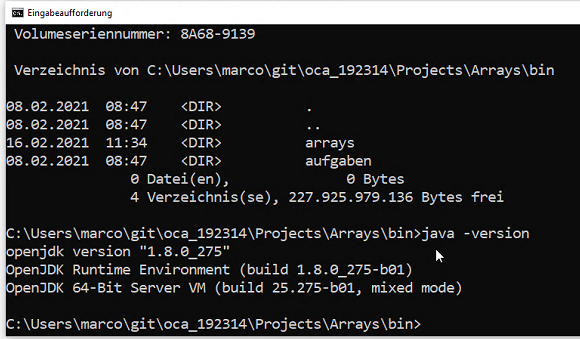 Eingabeaufforderung
Volumeseriennummer: 8A68-9139
Verzeichnis von C:\Users\marco\git\oca_192314\Projects\Arrays\bin
08.02.2021  08:47    <DIR>          .
08.02.2021  08:47    <DIR>          ..
16.02.2021  11:34    <DIR>          arrays
08.02.2021  08:47    <DIR>          aufgaben
0 Datei(en),              0 Bytes
4 Verzeichnis(se), 227.925.979.136 Bytes frei
C:\Users\marco\git\oca_192314\Projects\Arrays\bin>java -version
openjdk version "1.8.0_275"
OpenJDK Runtime Environment (build 1.8.0_275-b01)
OpenJDK 64-Bit Server VM (build 25.275-b01, mixed mode)
C:\Users\marco\git\oca_192314\Projects\Arrays\bin>